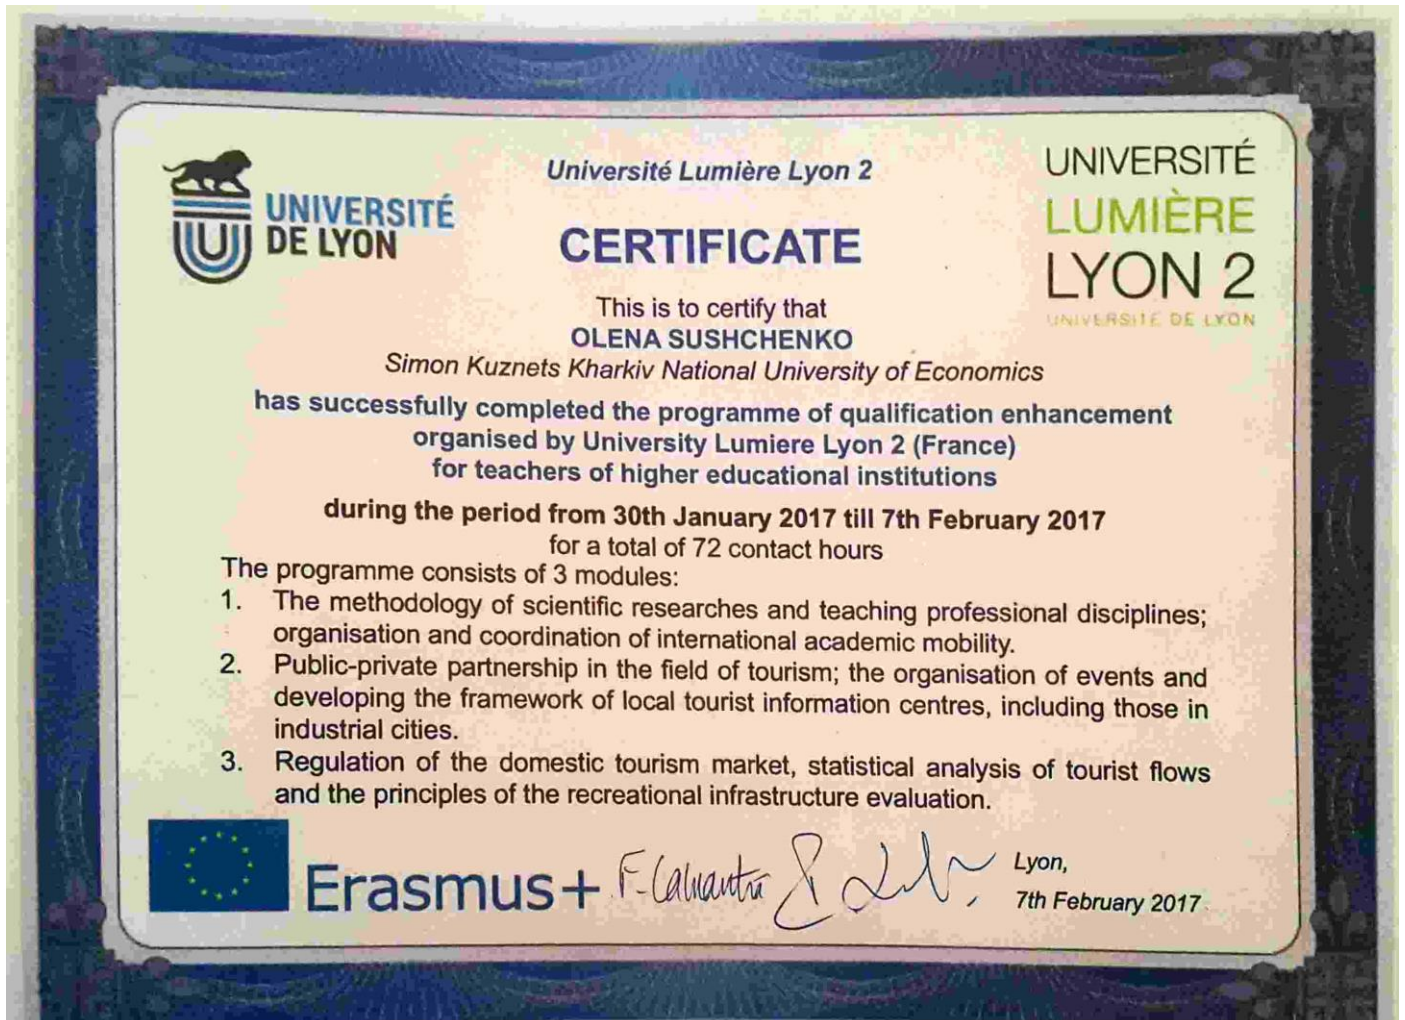 UNIVERSITÉ
DE LYON
Université Lumière Lyon 2
CERTIFICATE
UNIVERSITÉ
LUMIÈRE
LYON 2
UNIVERSITÉ DE LYON
This is to certify that
OLENA SUSHCHENKO
Simon Kuznets Kharkiv National University of Economics
has successfully completed the programme of qualification enhancement
organised by University Lumiere Lyon 2 (France)
for teachers of higher educational institutions
during the period from 30th January 2017 till 7th February 2017
for a total of 72 contact hours
The programme consists of 3 modules:
1. The methodology of scientific researches and teaching professional disciplines;
organisation and coordination of international academic mobility.
2. Public-private partnership in the field of tourism; the organisation of events and
developing the framework of local tourist information centres, including those in
industrial cities.
3. Regulation of the domestic tourism market, statistical analysis of tourist flows
and the principles of the recreational infrastructure evaluation.
Erasmus+
Lyon,
7th February 2017